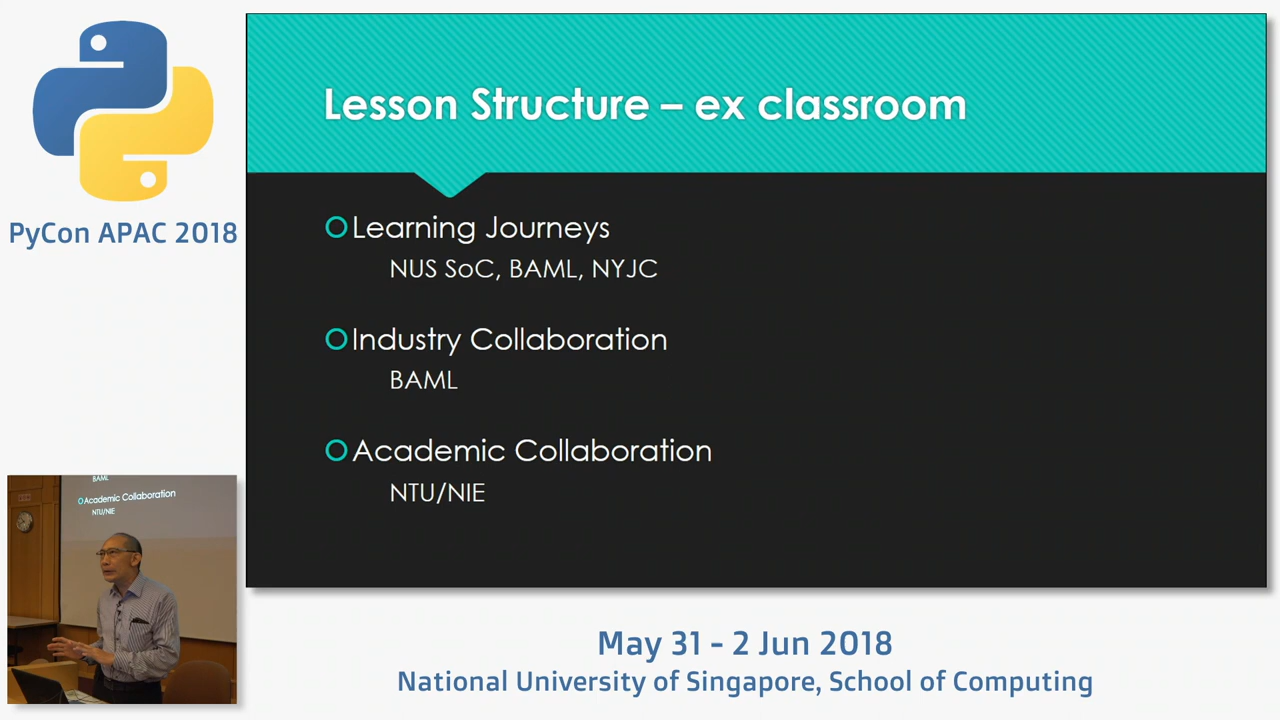 PyCon APAC 2018
Lesson Structure – ex classroom
Learning Journeys
NUS SoC, BAML, NYJC
Industry Collaboration
BAML
Academic Collaboration
NTU/NIE
BAML
Academic Collaboration
NTU/NIE
May 31 - 2 Jun 2018
National University of Singapore, School of Computing